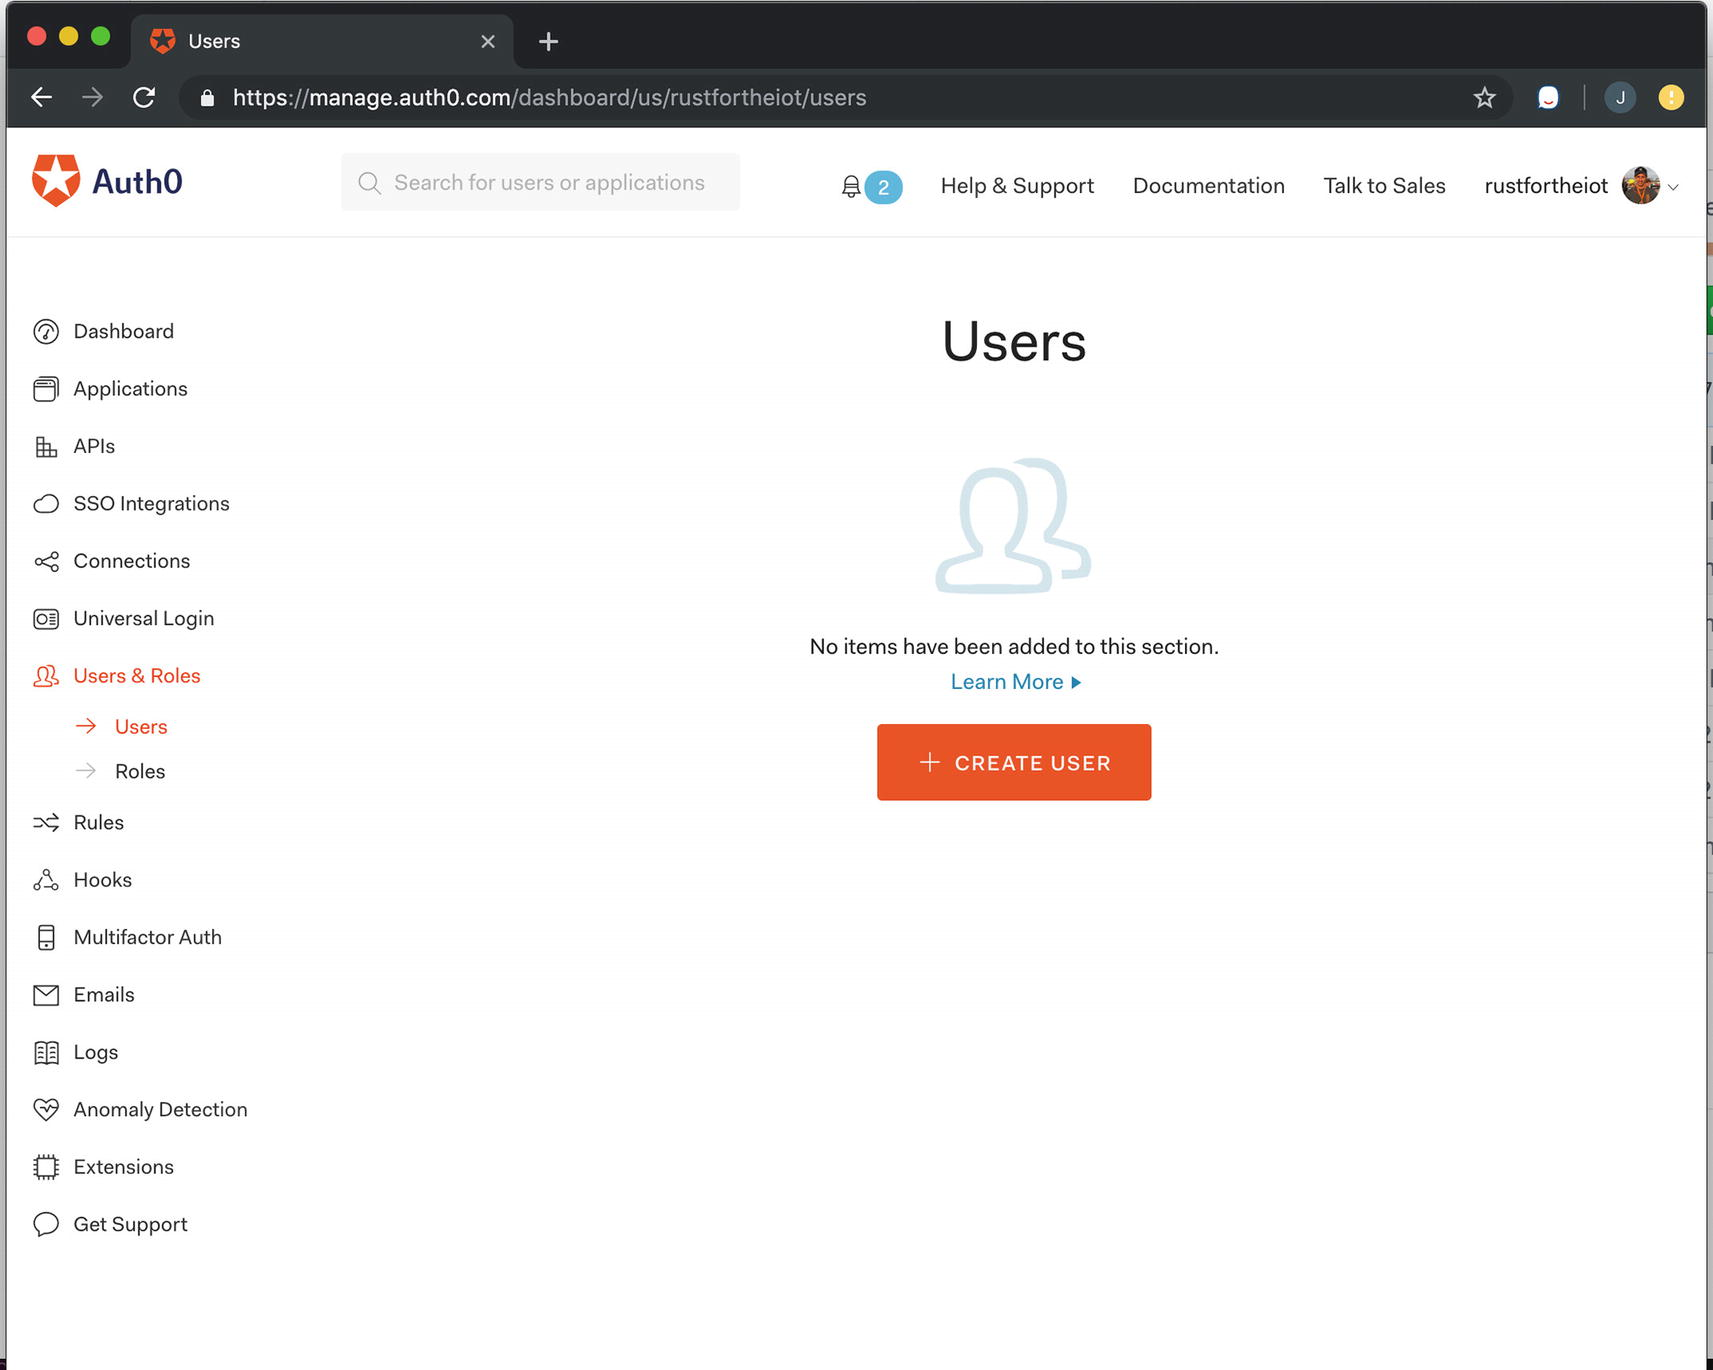 Users
https://manage.auth0.com/dashboard/us/rustfortheiot/users
J
Auth0
Search for users or applications
2
Help & Support
Documentation
Talk to Sales
rustfortheiot
Dashboard
Applications
APIs
SSO Integrations
Connections
Universal Login
Users & Roles
Users
Roles
Rules
Hooks
Multifactor Auth
Emails
Logs
Anomaly Detection
Extensions
Get Support
Users
No items have been added to this section.
Learn More
+ CREATE USER